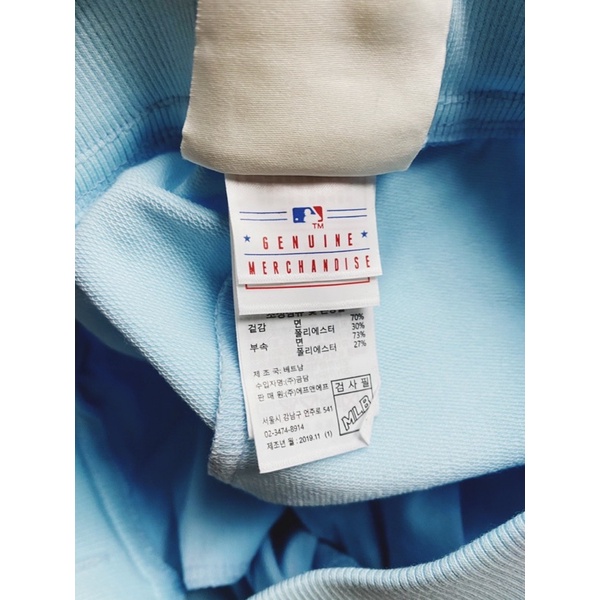 TM
GENUINE
MERCHANDISE
70%
겉감 면 30%
폴리에스터 73%
부속 면 27%
폴리에스터
제 조 국: 베트남
수입자명:(주)금담
판 매 원:(주)에프앤에프
검사필
MLB
서울시 강남구 언주로 541
02-3474-8914
제조년 월 : 2019.11 (1)